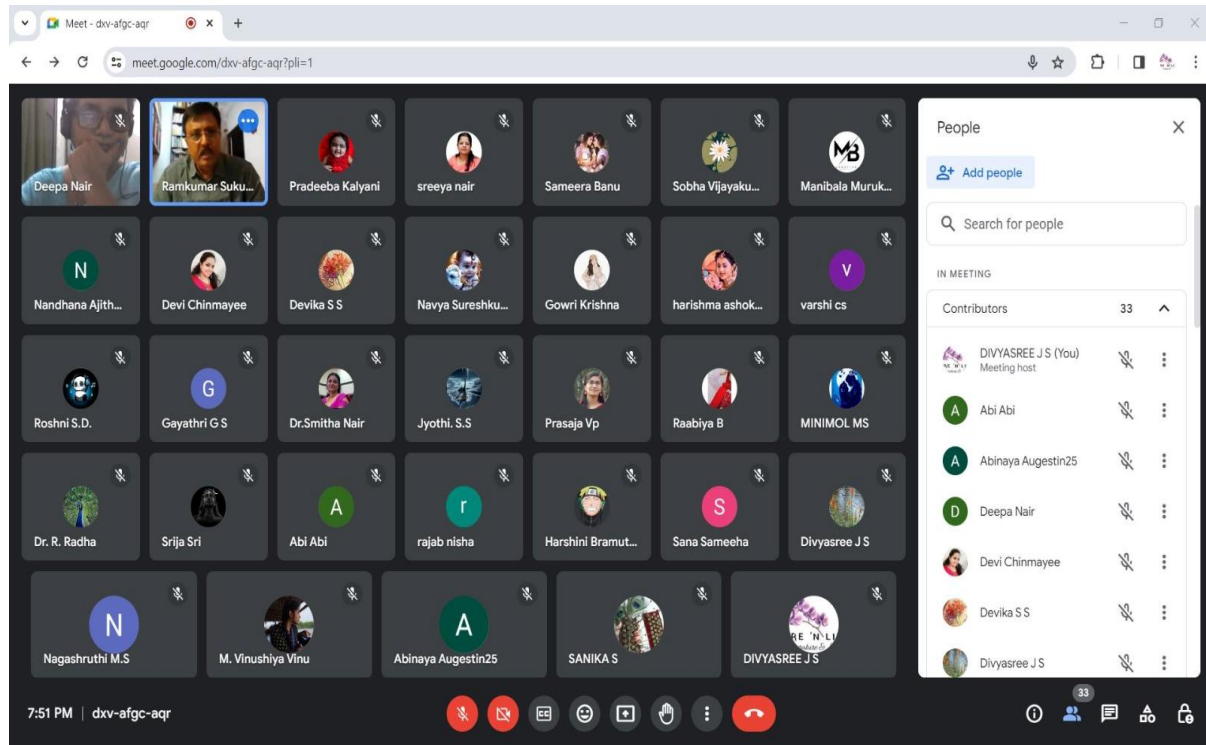 Meet - dxv-afgc-aqr
meet.google.com/dxv-afgc-aqr?pli=1
Deepa Nair
Ramkumar Suku...
Pradeeba Kalyani
sreeya nair
Sameera Banu
Sobha Vijayaku...
MB
Manibala Muruk...
N
Nandhana Ajith...
Devi Chinmayee
Devika S S
Navya Sureshku...
Gowri Krishna
harishma ashok...
v
varshi cs
Roshni S.D.
G
Gayathri G S
Dr.Smitha Nair
Jyothi. S.S
Prasaja Vp
Raabiya B
MINIMOL MS
Dr. R. Radha
Srija Sri
A
Abi Abi
r
rajab nisha
Harshini Bramut...
S
Sana Sameeha
Divyasree J S
N
Nagashruthi M.S
M. Vinushiya Vinu
A
Abinaya Augestin25
SANIKA S
RE 'N LI
DIVYASREE J S
People
Add people
Search for people
IN MEETING
Contributors 33
DIVYASREE J S (You)
Meeting host
A
Abi Abi
A
Abinaya Augestin25
D
Deepa Nair
Devi Chinmayee
Devika S S
Divyasree J S
7:51 PM | dxv-afgc-aqr
CC
33